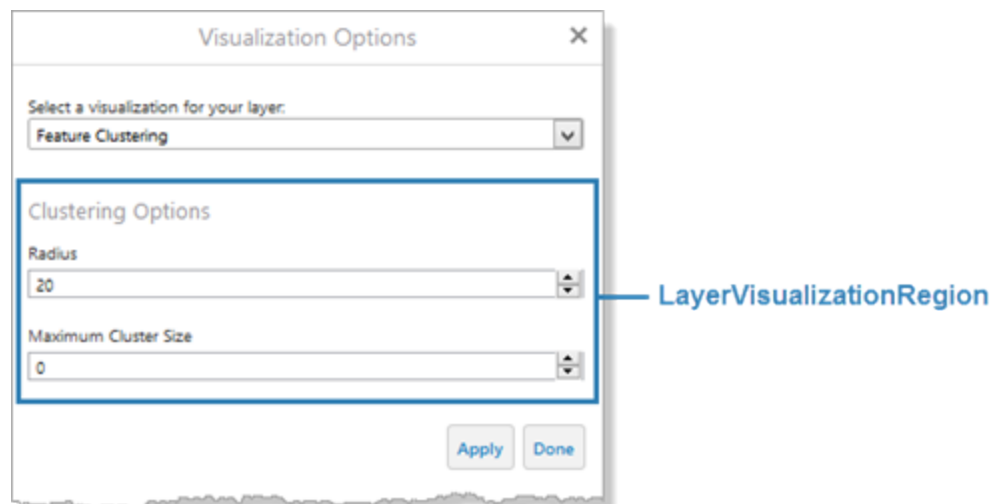 Visualization Options
Select a visualization for your layer:
Feature Clustering
Clustering Options
Radius
20
LayerVisualizationRegion
Maximum Cluster Size
0
Apply Done